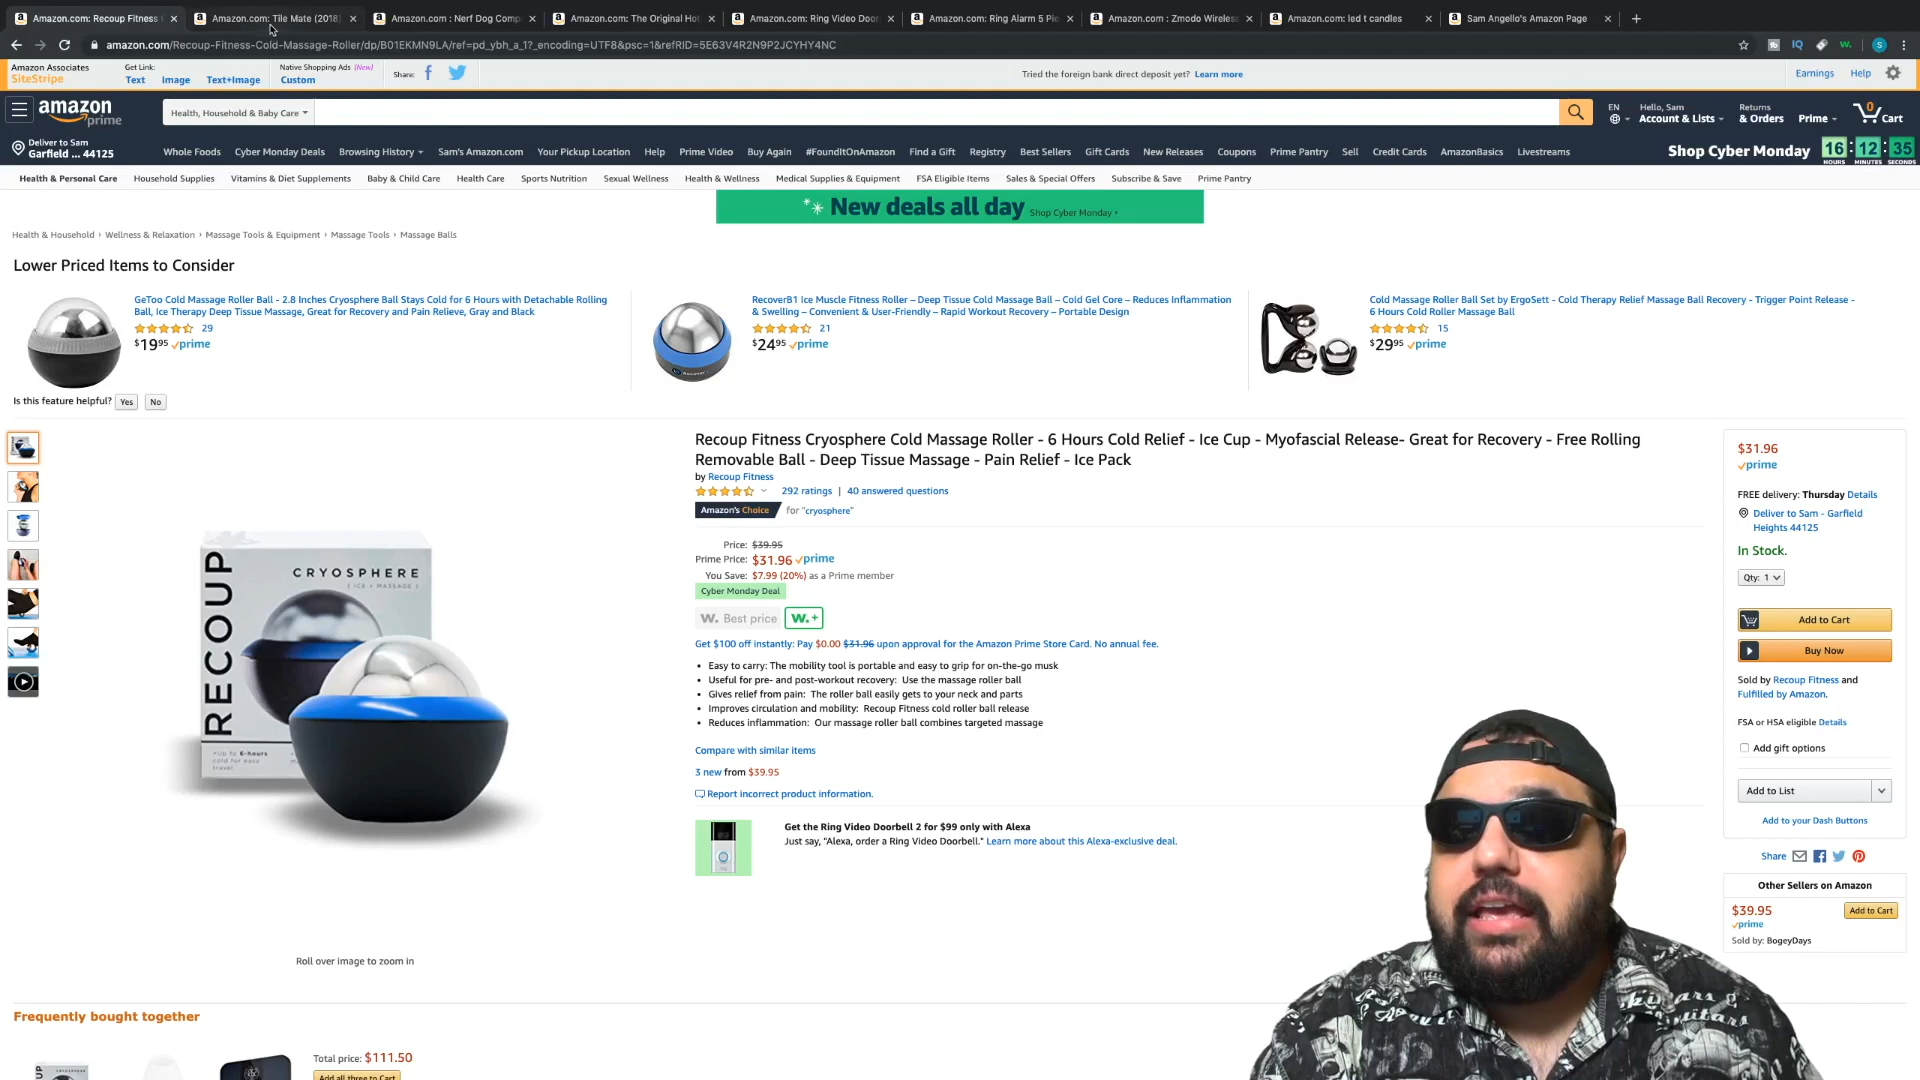 Amazon.com: Recoup Fitness
Amazon.com: Tile Mate (2018)
Amazon.com : Nerf Dog Comp
Amazon.com: The Original Hot
Amazon.com: Ring Video Door
Amazon.com: Ring Alarm 5 Pie
Amazon.com : Zmodo Wireless
Amazon.com: led t candles
Sam Angello's Amazon Page
amazon.com/Recoup-Fitness-Cold-Massage-Roller/dp/B01EKMN9LA/ref=pd_ybh_a_1?_encoding=UTF8&psc=1&refRID=5E63V4R2N9P2JCYHY4NC
Amazon Associates
SiteStripe
Get Link:
Text Image Text+Image
Native Shopping Ads (New)
Custom
Share:
Tried the foreign bank direct deposit yet? Learn more
Earnings Help
amazon
prime
Health, Household & Baby Care
EN
Hello, Sam
Account & Lists
Returns
& Orders
Prime
0
Cart
Deliver to Sam
Garfield ... 44125
Whole Foods Cyber Monday Deals Browsing History Sam's Amazon.com Your Pickup Location Help Prime Video Buy Again #FoundItOnAmazon Find a Gift Registry Best Sellers Gift Cards New Releases Coupons Prime Pantry Sell Credit Cards AmazonBasics Livestreams
Shop Cyber Monday 16 : 12 : 35
HOURS MINUTES SECONDS
Health & Personal Care Household Supplies Vitamins & Diet Supplements Baby & Child Care Health Care Sports Nutrition Sexual Wellness Health & Wellness Medical Supplies & Equipment FSA Eligible Items Sales & Special Offers Subscribe & Save Prime Pantry
New deals all day Shop Cyber Monday
Health & Household › Wellness & Relaxation › Massage Tools & Equipment › Massage Tools › Massage Balls
Lower Priced Items to Consider
GeToo Cold Massage Roller Ball - 2.8 Inches Cryosphere Ball Stays Cold for 6 Hours with Detachable Rolling
Ball, Ice Therapy Deep Tissue Massage, Great for Recovery and Pain Relieve, Gray and Black
29
$19 95 prime
RecoverB1 Ice Muscle Fitness Roller – Deep Tissue Cold Massage Ball – Cold Gel Core – Reduces Inflammation
& Swelling – Convenient & User-Friendly – Rapid Workout Recovery – Portable Design
21
$24 95 prime
Cold Massage Roller Ball Set by ErgoSett - Cold Therapy Relief Massage Ball Recovery - Trigger Point Release -
6 Hours Cold Roller Massage Ball
15
$29 95 prime
Is this feature helpful? Yes No
RECOUP
CRYOSPHERE
Roll over image to zoom in
Recoup Fitness Cryosphere Cold Massage Roller - 6 Hours Cold Relief - Ice Cup - Myofascial Release- Great for Recovery - Free Rolling
Removable Ball - Deep Tissue Massage - Pain Relief - Ice Pack
by Recoup Fitness
292 ratings | 40 answered questions
Amazon's Choice for "cryosphere"
Price: $39.95
Prime Price: $31.96 prime
You Save: $7.99 (20%) as a Prime member
Cyber Monday Deal
w. Best price w.+
Get $100 off instantly: Pay $0.00 $31.96 upon approval for the Amazon Prime Store Card. No annual fee.
• Easy to carry: The mobility tool is portable and easy to grip for on-the-go musk
• Useful for pre- and post-workout recovery: Use the massage roller ball
• Gives relief from pain: The roller ball easily gets to your neck and parts
• Improves circulation and mobility: Recoup Fitness cold roller ball release
• Reduces inflammation: Our massage roller ball combines targeted massage
Compare with similar items
3 new from $39.95
Report incorrect product information.
Get the Ring Video Doorbell 2 for $99 only with Alexa
Just say, "Alexa, order a Ring Video Doorbell." Learn more about this Alexa-exclusive deal.
$31.96
prime
FREE delivery: Thursday Details
Deliver to Sam - Garfield
Heights 44125
In Stock.
Qty: 1
Add to Cart
Buy Now
Sold by Recoup Fitness and
Fulfilled by Amazon.
FSA or HSA eligible Details
Add gift options
Add to List
Add to your Dash Buttons
Share
Other Sellers on Amazon
$39.95 Add to Cart
prime
Sold by: BogeyDays
Frequently bought together
Total price: $111.50
Add all three to Cart